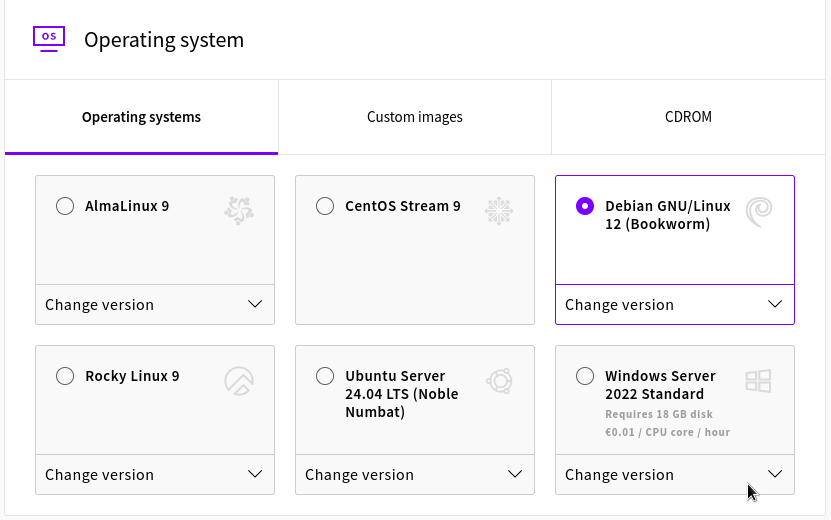 OS
Operating system
Operating systems
Custom images
CDROM
AlmaLinux 9
Change version
CentOS Stream 9
Debian GNU/Linux
12 (Bookworm)
Change version
Rocky Linux 9
Change version
Ubuntu Server
24.04 LTS (Noble
Numbat)
Change version
Windows Server
2022 Standard
Requires 18 GB disk
€0.01 / CPU core / hour
Change version